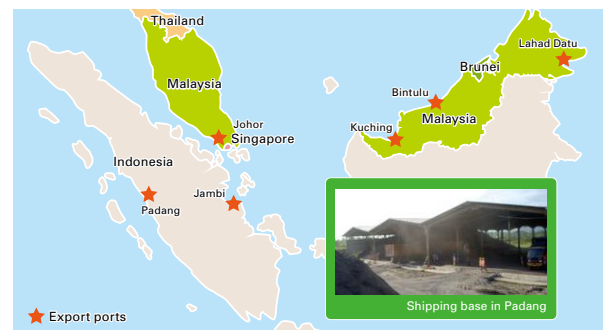 Thailand
Lahad Datu
Brunei
Malaysia
Bintulu
Malaysia
Johor
Kuching
Singapore
Indonesia
Jambi
Padang
Shipping base in Padang
Export ports